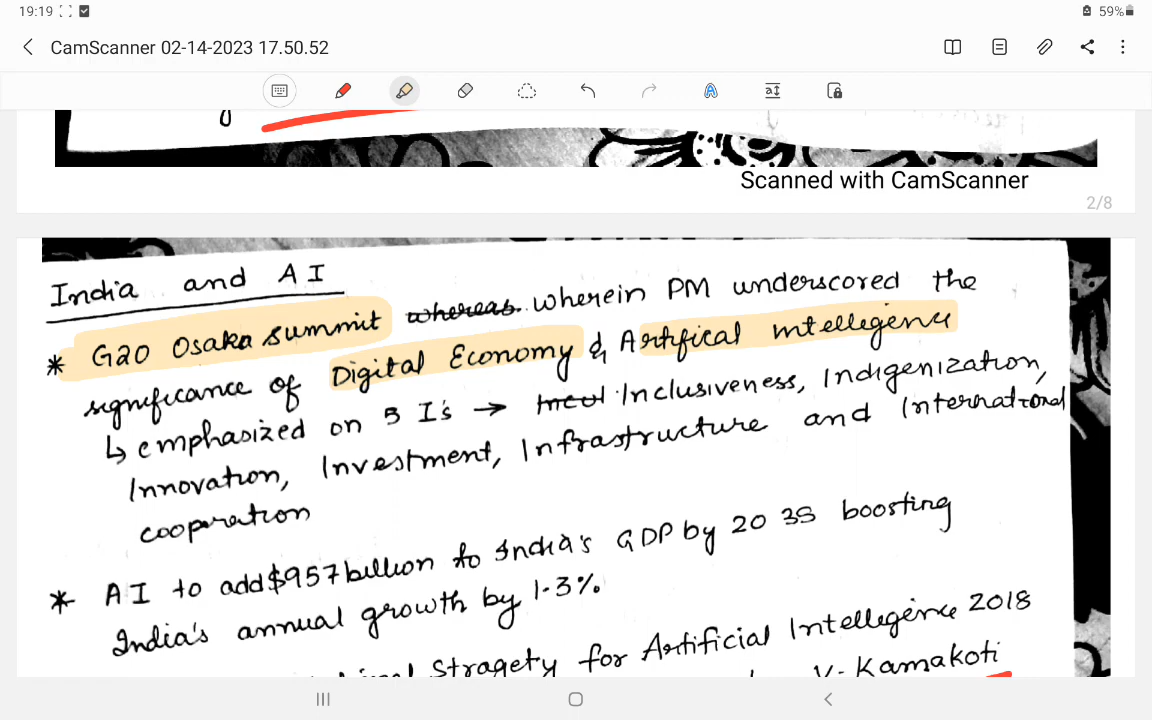 19:19
59%
CamScanner 02-14-2023 17.50.52
Scanned with CamScanner
2/8
India and AI
* G20 Osaka summit whereas wherein PM underscored the
significance of Digital Economy & Artifical intelligence
↳ emphasized on 5 I's → Incul Inclusiveness, Indigenization,
Innovation, Investment, Infrastructure and International
cooperation
* AI to add $957 billion to India's GDP by 2035 boosting
India's annual growth by 1.3%
Stragety for Artificial Intelligence 2018
V. Kamakoti